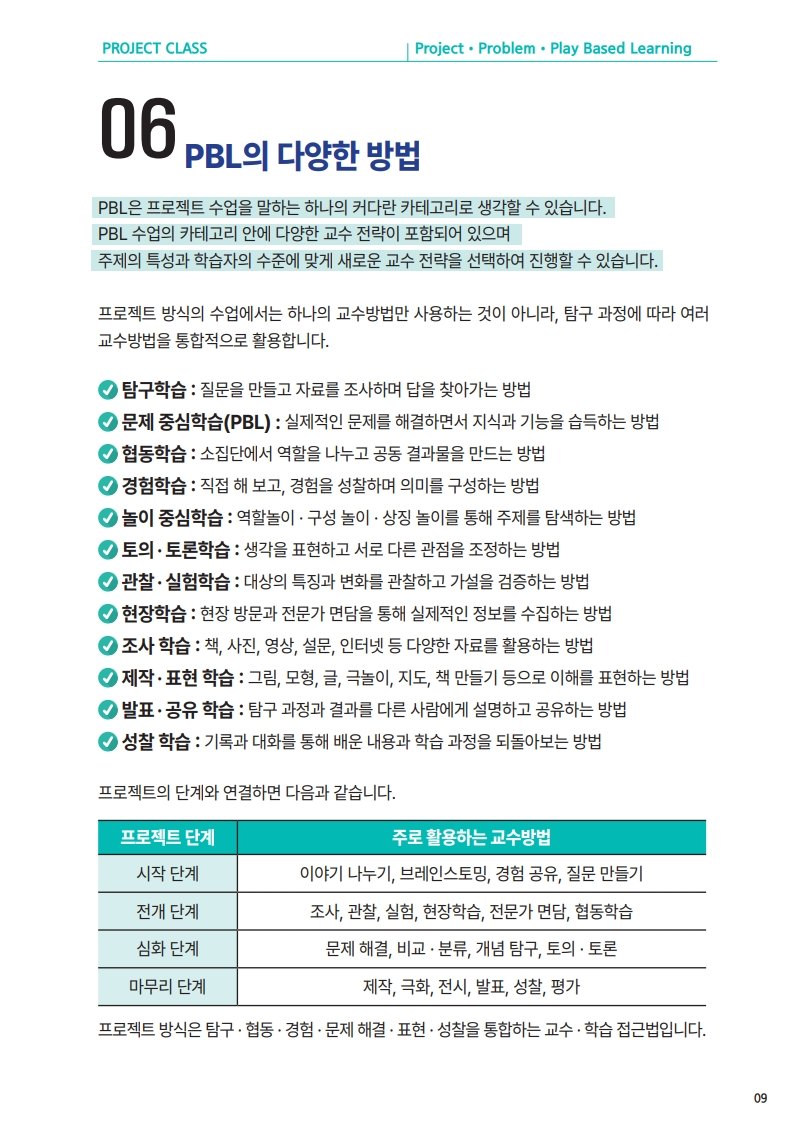 PROJECT CLASS
Project · Problem · Play Based Learning
06 PBL의 다양한 방법
PBL은 프로젝트 수업을 말하는 하나의 커다란 카테고리로 생각할 수 있습니다.
PBL 수업의 카테고리 안에 다양한 교수 전략이 포함되어 있으며
주제의 특성과 학습자의 수준에 맞게 새로운 교수 전략을 선택하여 진행할 수 있습니다.
프로젝트 방식의 수업에서는 하나의 교수방법만 사용하는 것이 아니라, 탐구 과정에 따라 여러
교수방법을 통합적으로 활용합니다.
탐구학습 : 질문을 만들고 자료를 조사하며 답을 찾아가는 방법
문제 중심학습(PBL) : 실제적인 문제를 해결하면서 지식과 기능을 습득하는 방법
협동학습 : 소집단에서 역할을 나누고 공동 결과물을 만드는 방법
경험학습 : 직접 해 보고, 경험을 성찰하며 의미를 구성하는 방법
놀이 중심학습 : 역할놀이 · 구성 놀이 · 상징 놀이를 통해 주제를 탐색하는 방법
토의 · 토론학습 : 생각을 표현하고 서로 다른 관점을 조정하는 방법
관찰 · 실험학습 : 대상의 특징과 변화를 관찰하고 가설을 검증하는 방법
현장학습 : 현장 방문과 전문가 면담을 통해 실제적인 정보를 수집하는 방법
조사 학습 : 책, 사진, 영상, 설문, 인터넷 등 다양한 자료를 활용하는 방법
제작 · 표현 학습 : 그림, 모형, 글, 극놀이, 지도, 책 만들기 등으로 이해를 표현하는 방법
발표 · 공유 학습 : 탐구 과정과 결과를 다른 사람에게 설명하고 공유하는 방법
성찰 학습 : 기록과 대화를 통해 배운 내용과 학습 과정을 되돌아보는 방법
프로젝트의 단계와 연결하면 다음과 같습니다.
프로젝트 단계 주로 활용하는 교수방법
시작 단계 이야기 나누기, 브레인스토밍, 경험 공유, 질문 만들기
전개 단계 조사, 관찰, 실험, 현장학습, 전문가 면담, 협동학습
심화 단계 문제 해결, 비교 · 분류, 개념 탐구, 토의 · 토론
마무리 단계 제작, 극화, 전시, 발표, 성찰, 평가
프로젝트 방식은 탐구 · 협동 · 경험 · 문제 해결 · 표현 · 성찰을 통합하는 교수 · 학습 접근법입니다.
09